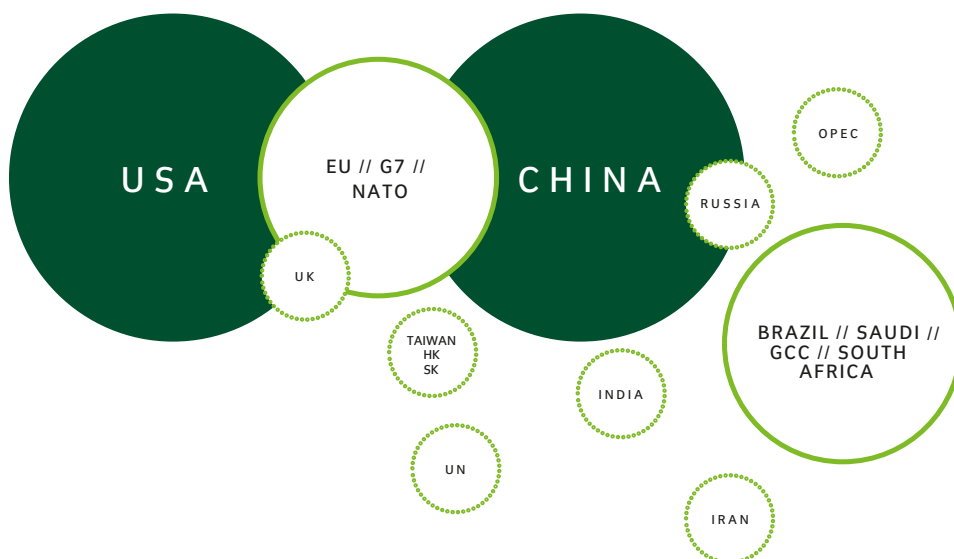 USA
EU // G7 //
NATO
CHINA
OPEC
RUSSIA
UK
TAIWAN
HK
SK
BRAZIL // SAUDI //
GCC // SOUTH
AFRICA
INDIA
UN
IRAN